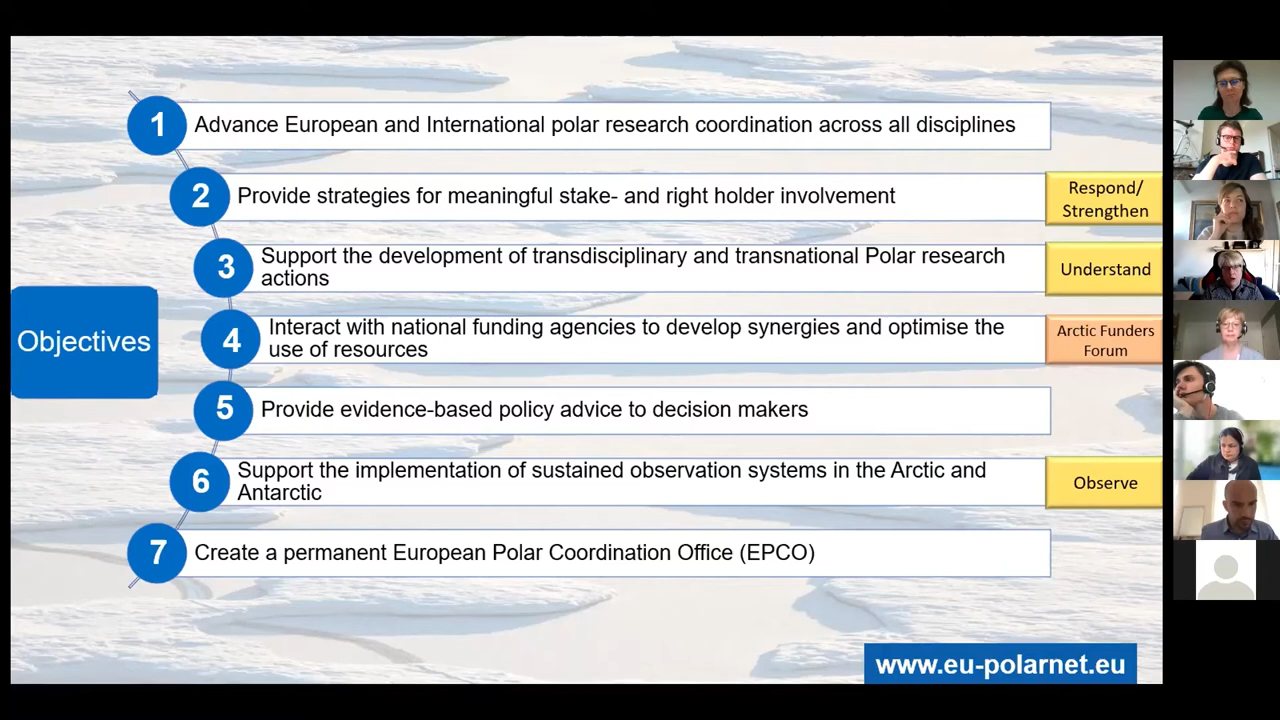 1
Advance European and International polar research coordination across all disciplines
2
Provide strategies for meaningful stake- and right holder involvement
Respond/
Strengthen
3
Support the development of transdisciplinary and transnational Polar research
actions
Understand
Objectives
4
Interact with national funding agencies to develop synergies and optimise the
use of resources
Arctic Funders
Forum
5
Provide evidence-based policy advice to decision makers
6
Support the implementation of sustained observation systems in the Arctic and
Antarctic
Observe
7
Create a permanent European Polar Coordination Office (EPCO)
www.eu-polarnet.eu